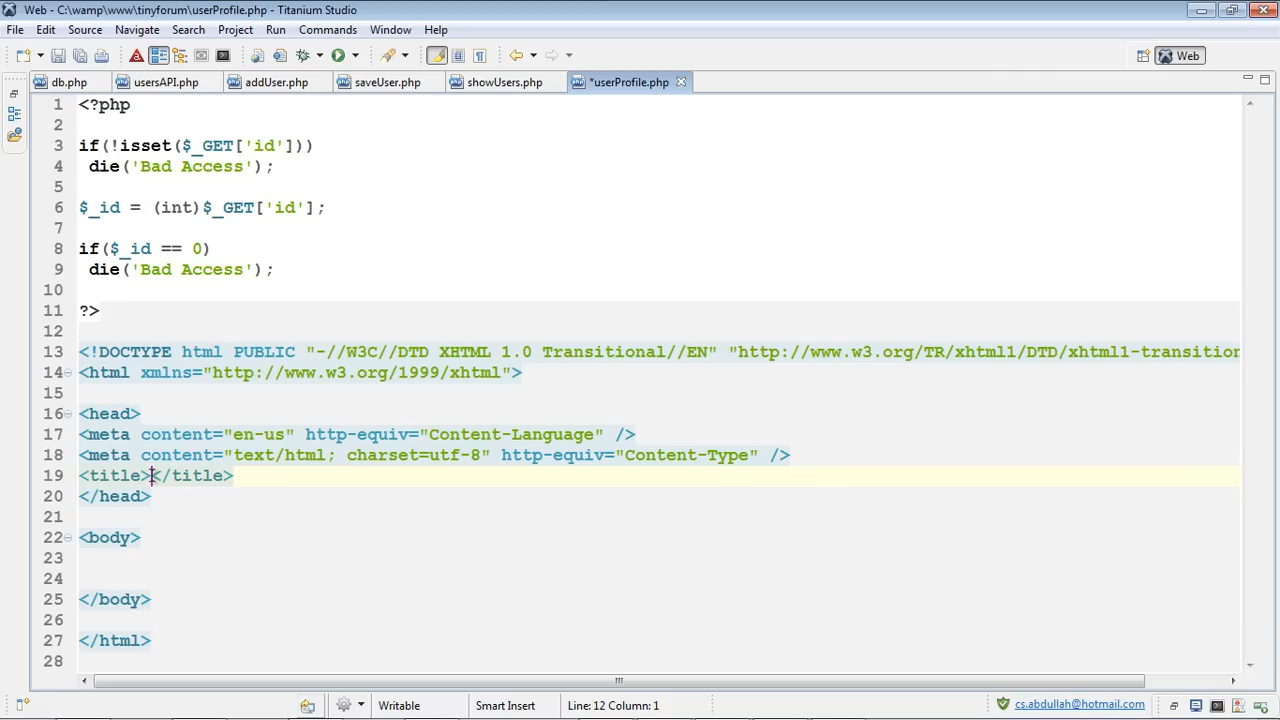 Web - C:\wamp\www\tinyforum\userProfile.php - Titanium Studio
File Edit Source Navigate Search Project Run Commands Window Help
Web
db.php usersAPI.php addUser.php saveUser.php showUsers.php *userProfile.php
1 <?php
2
3 if(!isset($_GET['id']))
4 die('Bad Access');
5
6 $_id = (int)$_GET['id'];
7
8 if($_id == 0)
9 die('Bad Access');
10
11 ?>
12
13 <!DOCTYPE html PUBLIC "-//W3C//DTD XHTML 1.0 Transitional//EN" "http://www.w3.org/TR/xhtml1/DTD/xhtml1-transition
14 <html xmlns="http://www.w3.org/1999/xhtml">
15
16 <head>
17 <meta content="en-us" http-equiv="Content-Language" />
18 <meta content="text/html; charset=utf-8" http-equiv="Content-Type" />
19 <title></title>
20 </head>
21
22 <body>
23
24
25 </body>
26
27 </html>
28
Writable Smart Insert Line: 12 Column: 1 cs.abdullah@hotmail.com